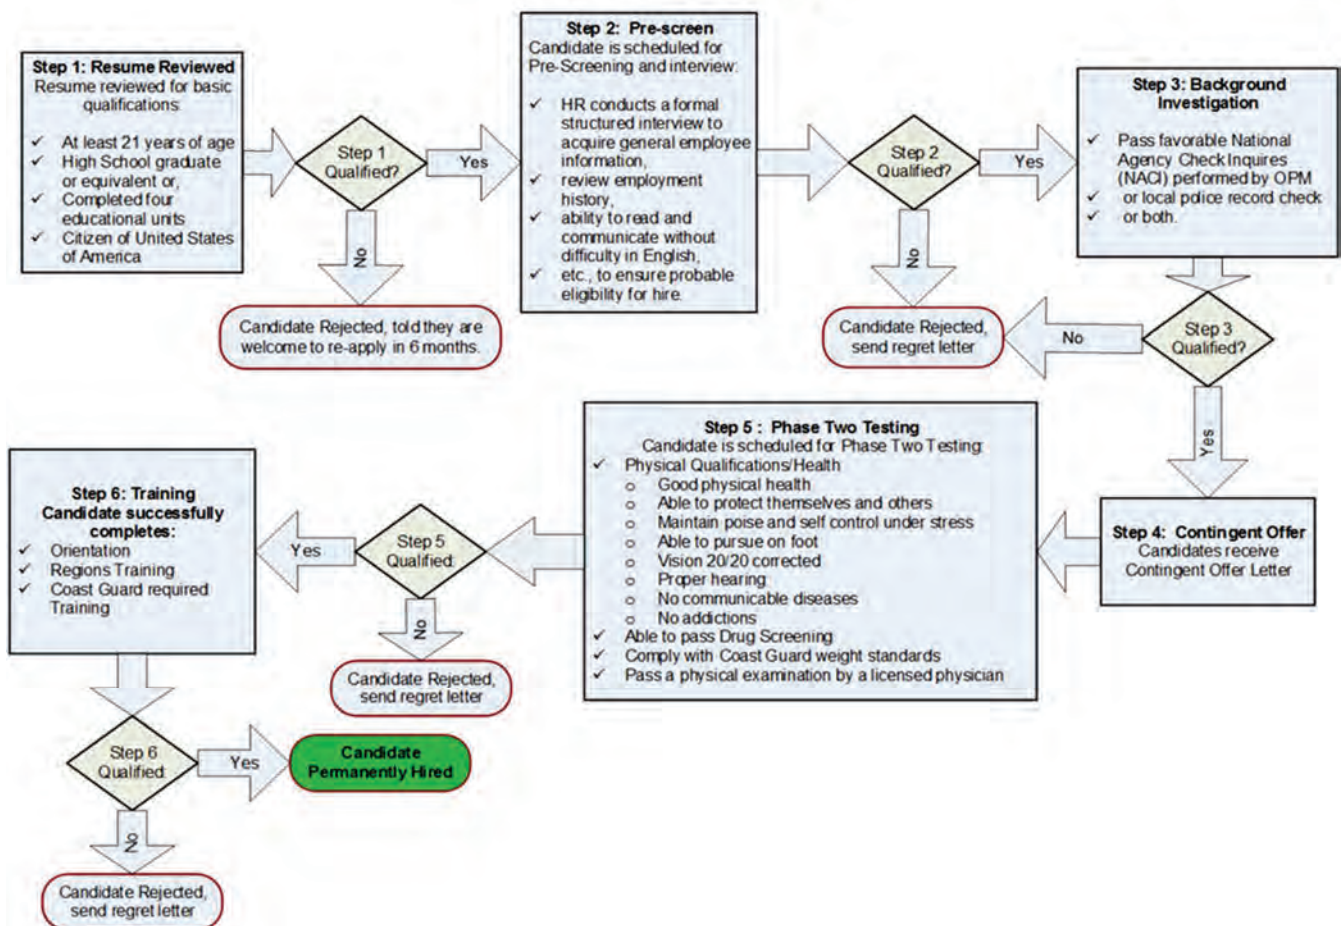 Step 1: Resume Reviewed
Resume reviewed for basic
qualifications:
✓ At least 21 years of age
✓ High School graduate
or equivalent or,
✓ Completed four
educational units
✓ Citizen of United States
of America
Step 1
Qualified?
Yes
No
Candidate Rejected, told they are
welcome to re-apply in 6 months.
Step 2: Pre-screen
Candidate is scheduled for
Pre-Screening and interview:
✓ HR conducts a formal
structured interview to
acquire general employee
information,
✓ review employment
history,
✓ ability to read and
communicate without
difficulty in English,
✓ etc., to ensure probable
eligibility for hire.
Step 2
Qualified?
Yes
No
Candidate Rejected,
send regret letter
Step 3: Background
Investigation
✓ Pass favorable National
Agency Check Inquires
(NACI) performed by OPM
✓ or local police record check
✓ or both.
Step 3
Qualified?
No
Yes
Step 4: Contingent Offer
Candidates receive
Contingent Offer Letter
Step 5 : Phase Two Testing
Candidate is scheduled for Phase Two Testing:
✓ Physical Qualifications/Health
o Good physical health
o Able to protect themselves and others
o Maintain poise and self control under stress
o Able to pursue on foot
o Vision 20/20 corrected
o Proper hearing
o No communicable diseases
o No addictions
✓ Able to pass Drug Screening
✓ Comply with Coast Guard weight standards
✓ Pass a physical examination by a licensed physician
Step 5
Qualified:
Yes
No
Candidate Rejected,
send regret letter
Step 6: Training
Candidate successfully
completes:
✓ Orientation
✓ Regions Training
✓ Coast Guard required
Training
Step 6
Qualified:
Yes
Candidate
Permanently Hired
No
Candidate Rejected,
send regret letter